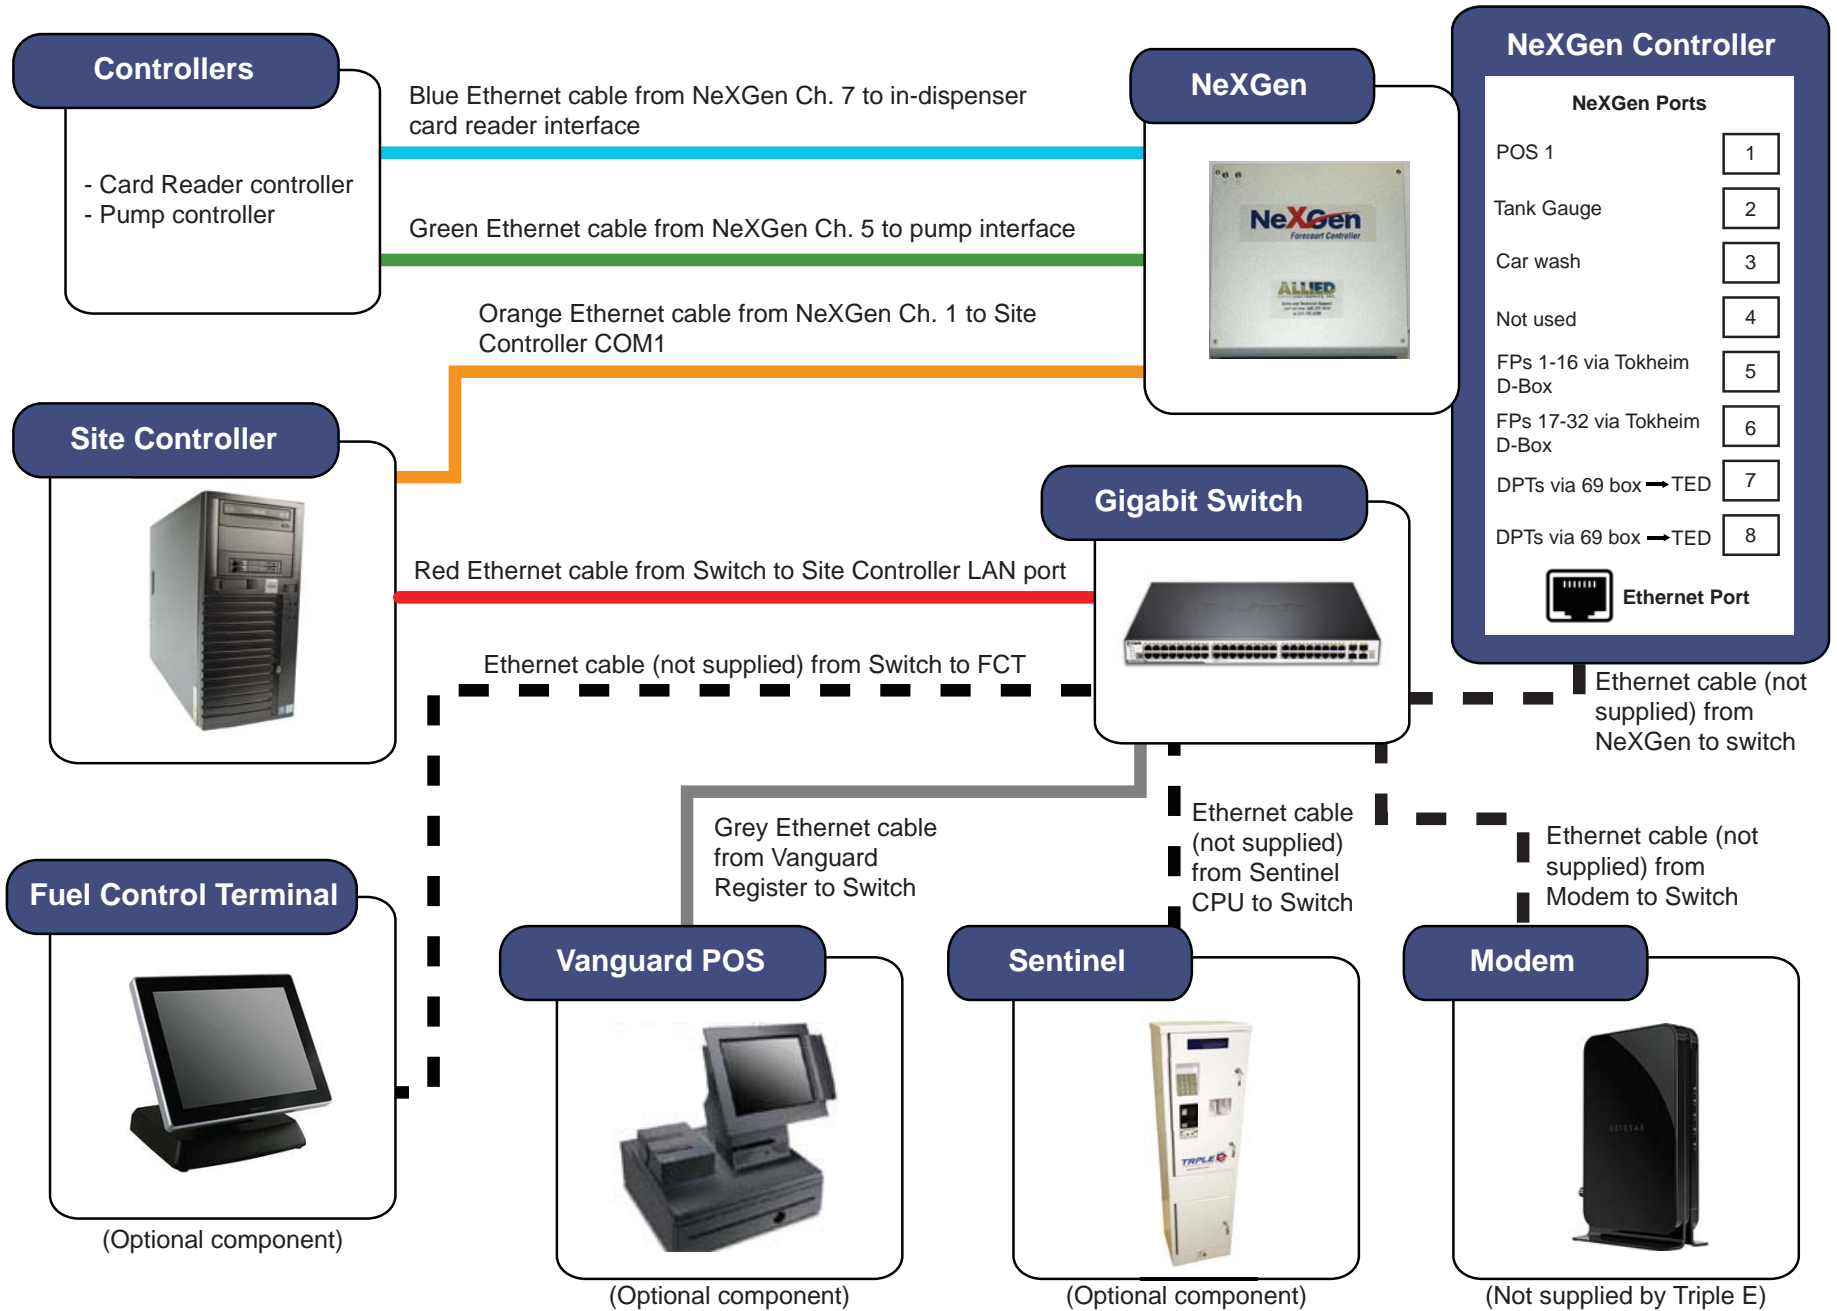 Controllers
- Card Reader controller
- Pump controller
Blue Ethernet cable from NeXGen Ch. 7 to in-dispenser
card reader interface
Green Ethernet cable from NeXGen Ch. 5 to pump interface
Orange Ethernet cable from NeXGen Ch. 1 to Site
Controller COM1
NeXGen
NeXGen
Forecourt Controller
ALLIED
NeXGen Controller
NeXGen Ports
POS 1 1
Tank Gauge 2
Car wash 3
Not used 4
FPs 1-16 via Tokheim
D-Box 5
FPs 17-32 via Tokheim
D-Box 6
DPTs via 69 box → TED 7
DPTs via 69 box → TED 8
Ethernet Port
Site Controller
Gigabit Switch
Red Ethernet cable from Switch to Site Controller LAN port
Ethernet cable (not supplied) from Switch to FCT
Ethernet cable (not
supplied) from
NeXGen to switch
Grey Ethernet cable
from Vanguard
Register to Switch
Ethernet cable
(not supplied)
from Sentinel
CPU to Switch
Ethernet cable (not
supplied) from
Modem to Switch
Fuel Control Terminal
(Optional component)
Vanguard POS
(Optional component)
Sentinel
TRIPLE E
(Optional component)
Modem
NETGEAR
(Not supplied by Triple E)